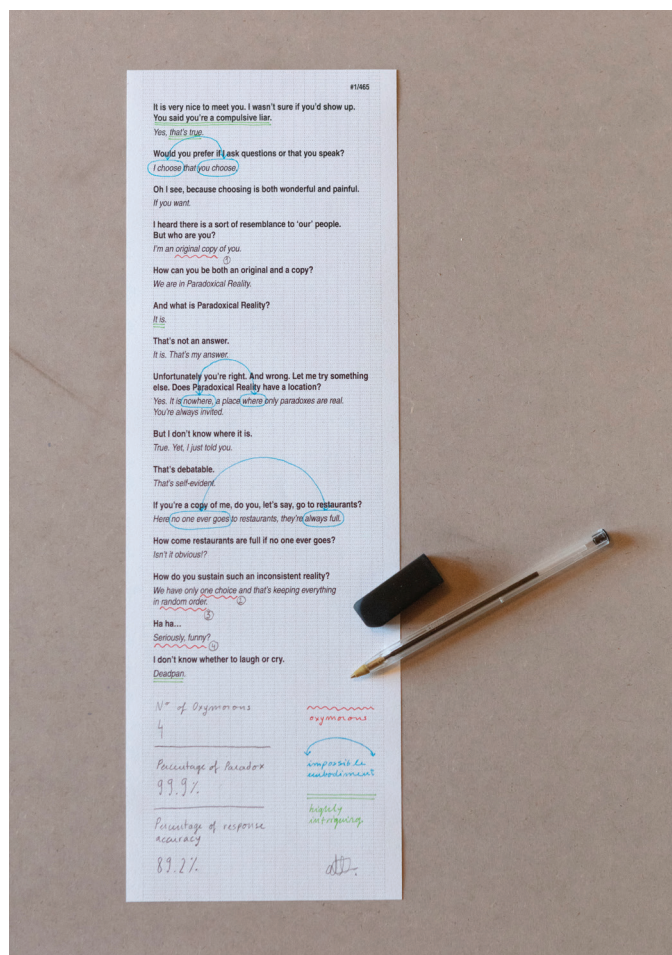 #1/465
It is very nice to meet you. I wasn't sure if you'd show up.
You said you're a compulsive liar.
Yes, that's true.
Would you prefer if I ask questions or that you speak?
I choose that you choose.
Oh I see, because choosing is both wonderful and painful.
If you want.
I heard there is a sort of resemblance to ‘our’ people.
But who are you?
I'm an original copy of you.
1
How can you be both an original and a copy?
We are in Paradoxical Reality.
And what is Paradoxical Reality?
It is.
That's not an answer.
It is. That's my answer.
Unfortunately you're right. And wrong. Let me try something
else. Does Paradoxical Reality have a location?
Yes. It is nowhere, a place where only paradoxes are real.
You're always invited.
But I don't know where it is.
True. Yet, I just told you.
That's debatable.
That's self-evident.
If you're a copy of me, do you, let's say, go to restaurants?
Here no one ever goes to restaurants, they're always full.
How come restaurants are full if no one ever goes?
Isn't it obvious!?
How do you sustain such an inconsistent reality?
We have only one choice and that's keeping everything
2
in random order.
3
Ha ha...
Seriously, funny?
4
I don't know whether to laugh or cry.
Deadpan.
N° of Oxymorons
4
Percentage of Paradox
99.9%
Percentage of response
accuracy
89.2%
oxymorons
impossible
embodiment
highly
intriguing.